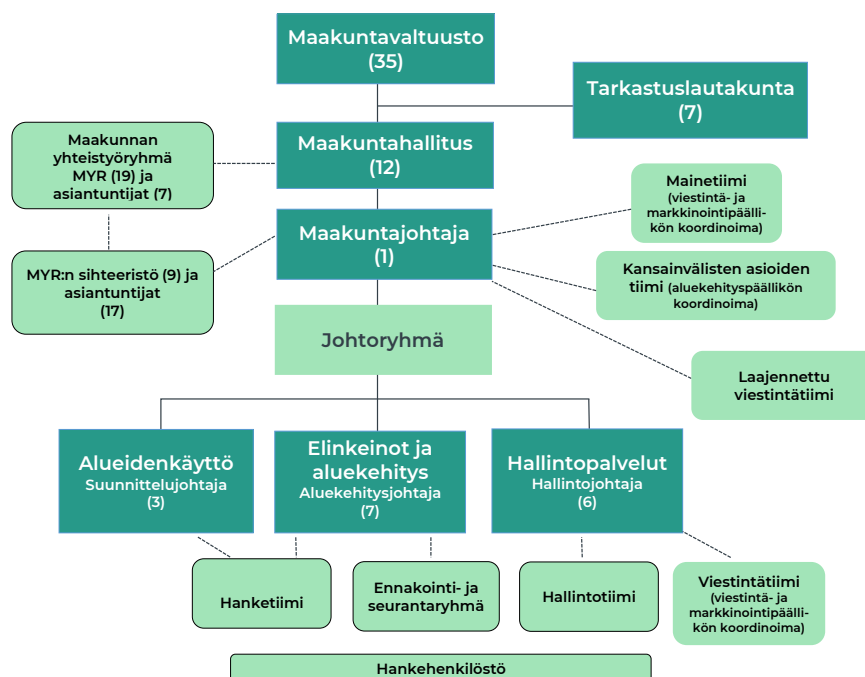 Maakuntavaltuusto
(35)
Tarkastuslautakunta
(7)
Maakunnan
yhteistyöryhmä
MYR (19) ja
asiantuntijat (7)
Maakuntahallitus
(12)
Mainetiimi
(viestintä- ja
markkinointipäälli-
kön koordinoima)
Maakuntajohtaja
(1)
MYR:n sihteeristö (9) ja
asiantuntijat
(17)
Kansainvälisten asioiden
tiimi (aluekehityspäällikön
koordinoima)
Johtoryhmä
Laajennettu
viestintätiimi
Alueidenkäyttö
Suunnittelujohtaja
(3)
Elinkeinot ja
aluekehitys
Aluekehitysjohtaja
(7)
Hallintopalvelut
Hallintojohtaja
(6)
Hanketiimi
Ennakointi- ja
seurantaryhmä
Hallintotiimi
Viestintätiimi
(viestintä- ja
markkinointipäälli-
kön koordinoima)
Hankehenkilöstö